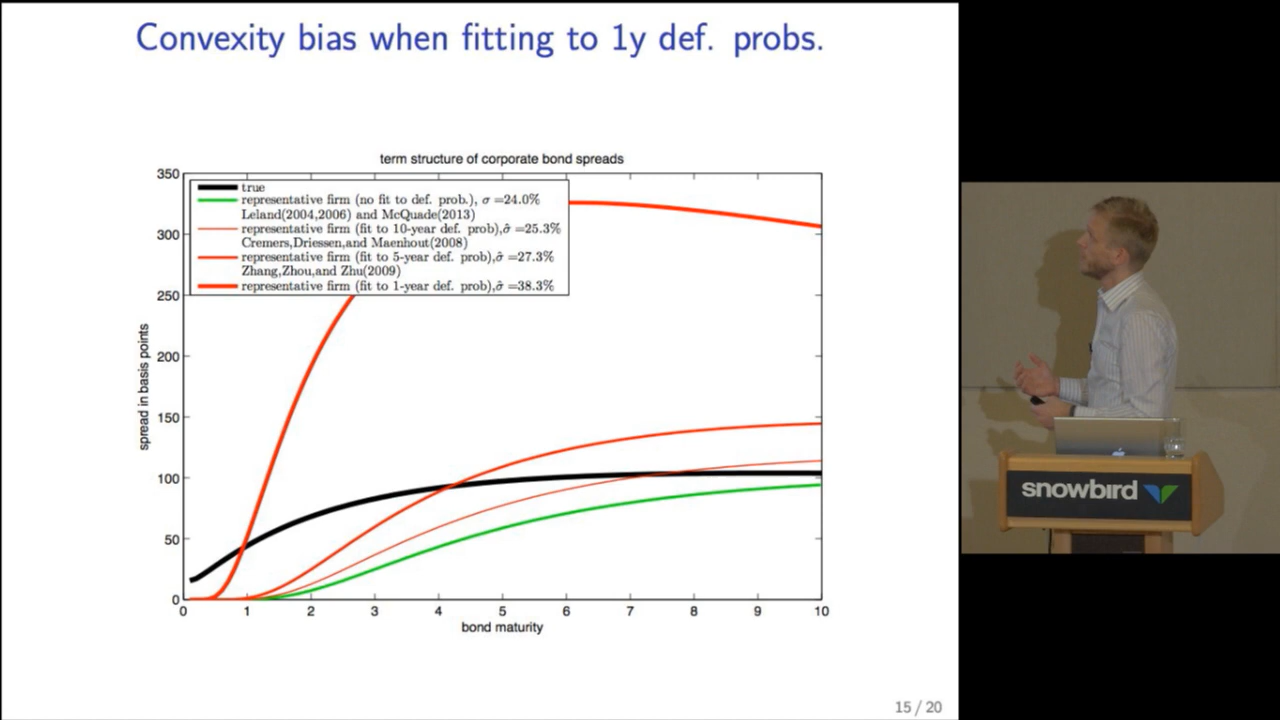 Convexity bias when fitting to 1y def. probs.
term structure of corporate bond spreads
true
representative firm (no fit to def. prob.), σ =24.0%
Leland(2004,2006) and McQuade(2013)
representative firm (fit to 10-year def. prob),σ̂ =25.3%
Cremers,Driessen,and Maenhout(2008)
representative firm (fit to 5-year def. prob),σ̂ =27.3%
Zhang,Zhou,and Zhu(2009)
representative firm (fit to 1-year def. prob),σ̂ =38.3%
350
300
250
200
150
100
50
0
spread in basis points
0 1 2 3 4 5 6 7 8 9 10
bond maturity
15 / 20
snowbird